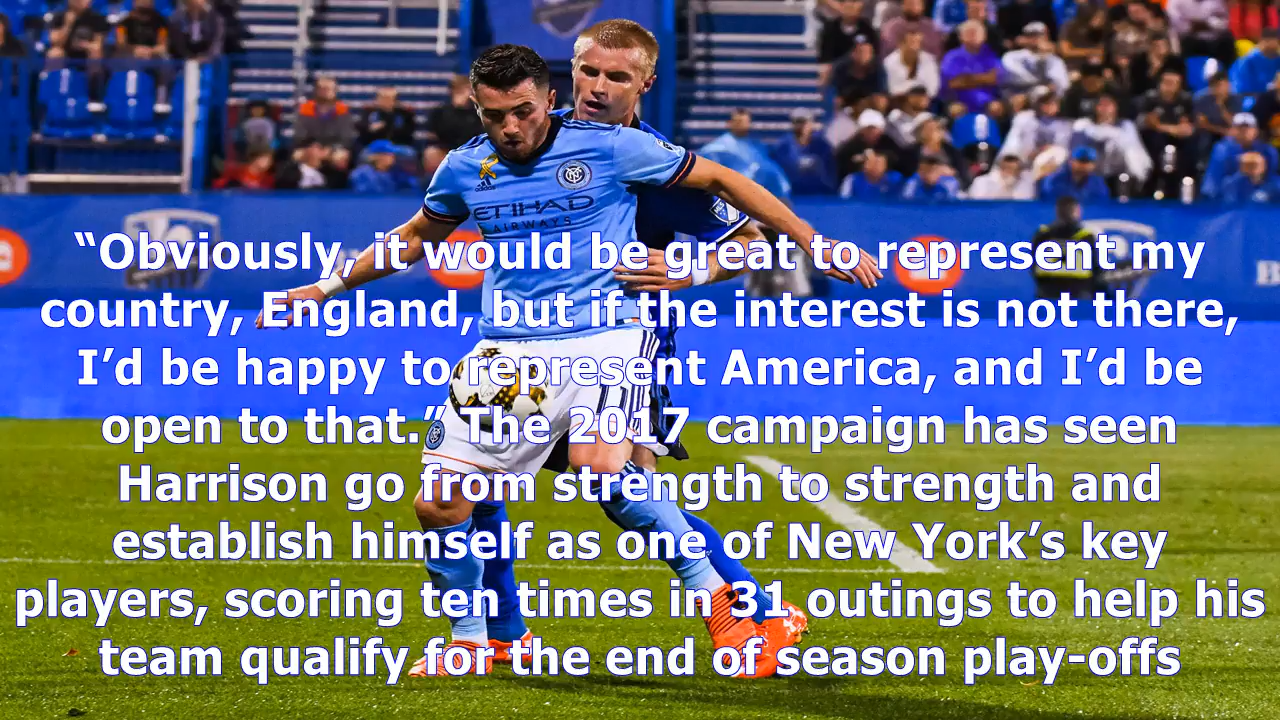 adidas
ETIHAD
AIRWAYS
“Obviously, it would be great to represent my
country, England, but if the interest is not there,
I’d be happy to represent America, and I’d be
open to that.” The 2017 campaign has seen
Harrison go from strength to strength and
establish himself as one of New York’s key
players, scoring ten times in 31 outings to help his
team qualify for the end of season play-offs